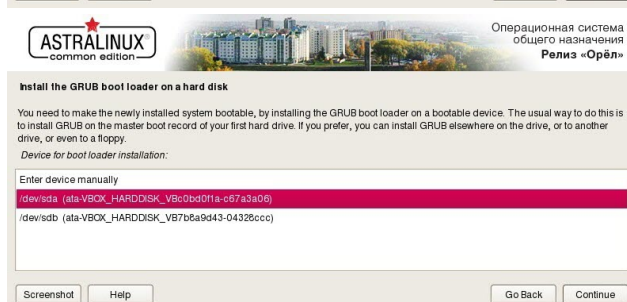 ASTRALINUX®
common edition
Операционная система
общего назначения
Релиз «Орёл»
Install the GRUB boot loader on a hard disk
You need to make the newly installed system bootable, by installing the GRUB boot loader on a bootable device. The usual way to do this is
to install GRUB on the master boot record of your first hard drive. If you prefer, you can install GRUB elsewhere on the drive, or to another
drive, or even to a floppy.
Device for boot loader installation:
Enter device manually
/dev/sda (ata-VBOX_HARDDISK_VBc0bd0f1a-c67a3a06)
/dev/sdb (ata-VBOX_HARDDISK_VB7b8a9d43-04328ccc)
Screenshot Help Go Back Continue